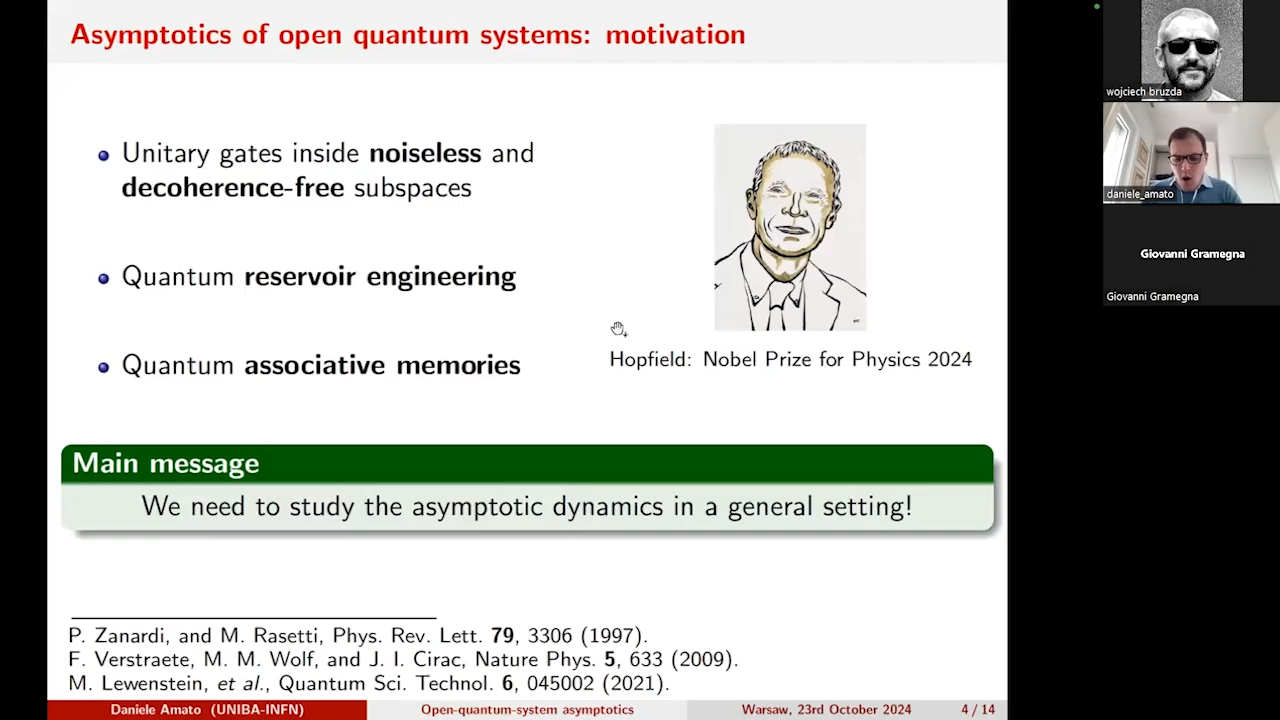 Asymptotics of open quantum systems: motivation
Unitary gates inside noiseless and
decoherence-free subspaces
Quantum reservoir engineering
Quantum associative memories
Hopfield: Nobel Prize for Physics 2024
Main message
We need to study the asymptotic dynamics in a general setting!
P. Zanardi, and M. Rasetti, Phys. Rev. Lett. 79, 3306 (1997).
F. Verstraete, M. M. Wolf, and J. I. Cirac, Nature Phys. 5, 633 (2009).
M. Lewenstein, et al., Quantum Sci. Technol. 6, 045002 (2021).
Daniele Amato (UNIBA-INFN) Open-quantum-system asymptotics Warsaw, 23rd October 2024 4 / 14
wojciech bruzda
daniele_amato
Giovanni Gramegna
Giovanni Gramegna